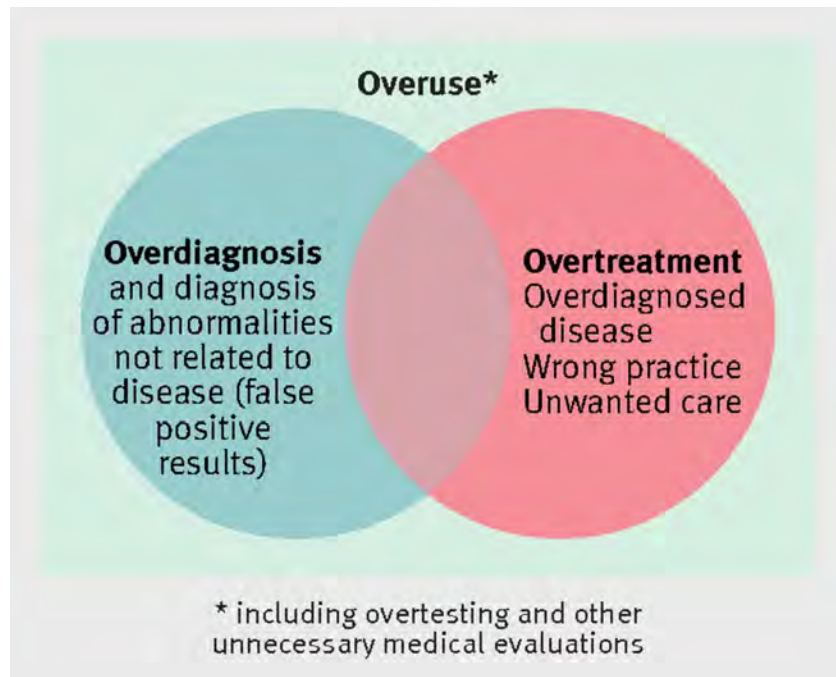 Overuse*
Overdiagnosis
and diagnosis
of abnormalities
not related to
disease (false
positive
results)
Overtreatment
Overdiagnosed
disease
Wrong practice
Unwanted care
* including overtesting and other
unnecessary medical evaluations